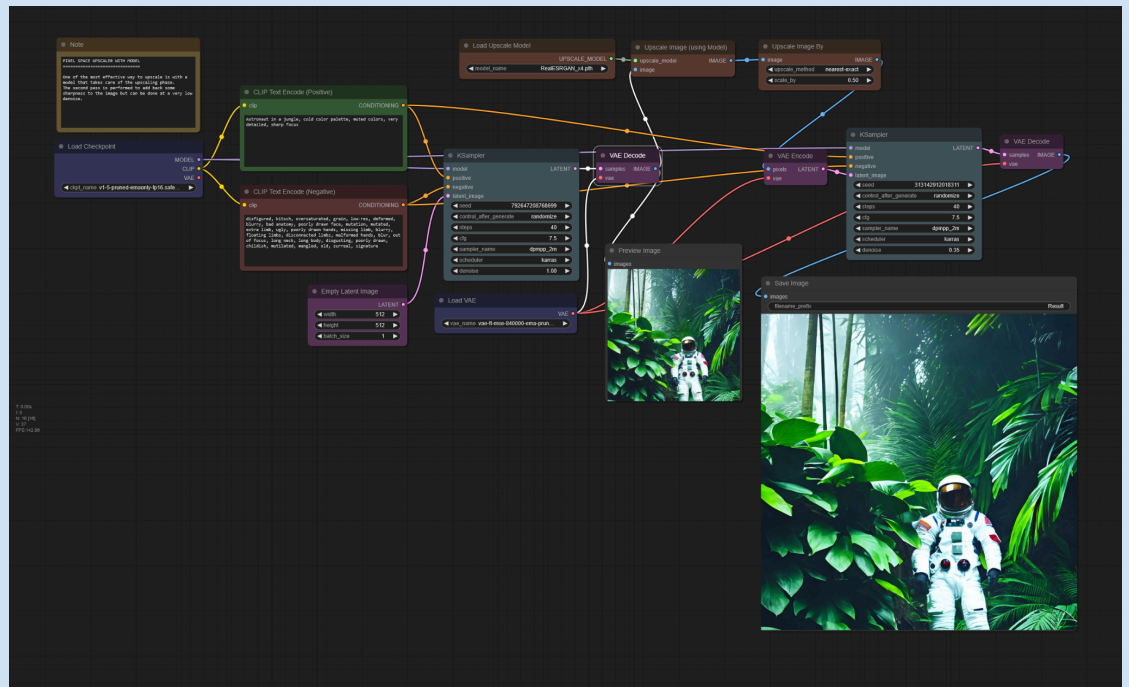 Note
PIXEL SPACE UPSCALER WITH MODEL
One of the most effective way to upscale is with a
model that takes care of the upscaling phase.
The second pass is performed to add back some
sharpness to the image but can be done at a very low
denoise.
Load Checkpoint
MODEL
CLIP
VAE
ckpt_name v1-5-pruned-emaonly-fp16.safe...
CLIP Text Encode (Positive)
clip CONDITIONING
Astronaut in a jungle, cold color palette, muted colors, very
detailed, sharp focus
CLIP Text Encode (Negative)
clip CONDITIONING
disfigured, kitsch, oversaturated, grain, low-res, deformed,
blurry, bad anatomy, poorly drawn face, mutation, mutated,
extra limb, ugly, poorly drawn hands, missing limb, blurry,
floating limbs, disconnected limbs, malformed hands, blur, out
of focus, long neck, long body, disgusting, poorly drawn,
childish, mutilated, mangled, old, surreal, signature
Empty Latent Image
LATENT
width 512
height 512
batch_size 1
KSampler
model LATENT
positive
negative
latent_image
seed 792647208768699
control_after_generate randomize
steps 40
cfg 7.5
sampler_name dpmpp_2m
scheduler karras
denoise 1.00
Load VAE
VAE
vae_name vae-ft-mse-840000-ema-prun...
Load Upscale Model
UPSCALE_MODEL
model_name RealESRGAN_x4.pth
Upscale Image (using Model)
upscale_model IMAGE
image
Upscale Image By
image IMAGE
upscale_method nearest-exact
scale_by 0.50
VAE Decode
samples IMAGE
vae
Preview Image
images
VAE Encode
pixels LATENT
vae
KSampler
model LATENT
positive
negative
latent_image
seed 313142912018311
control_after_generate randomize
steps 40
cfg 7.5
sampler_name dpmpp_2m
scheduler karras
denoise 0.35
VAE Decode
samples IMAGE
vae
Save Image
images
filename_prefix Result